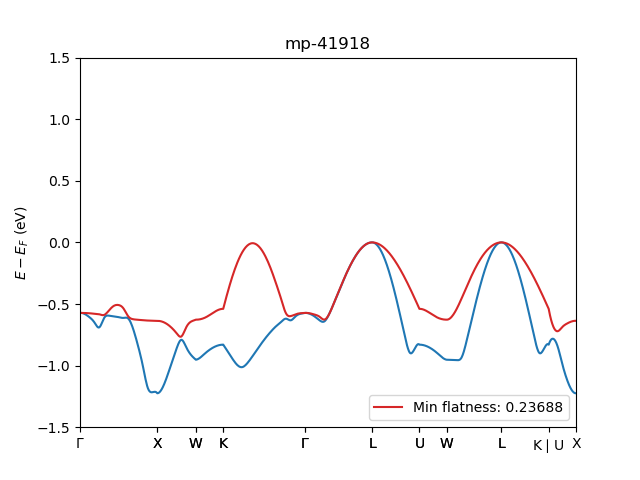 mp-41918
E − E_F (eV)
1.5
1.0
0.5
0.0
−0.5
−1.0
−1.5
Min flatness: 0.23688
Γ X W K Γ L U W L K | U X